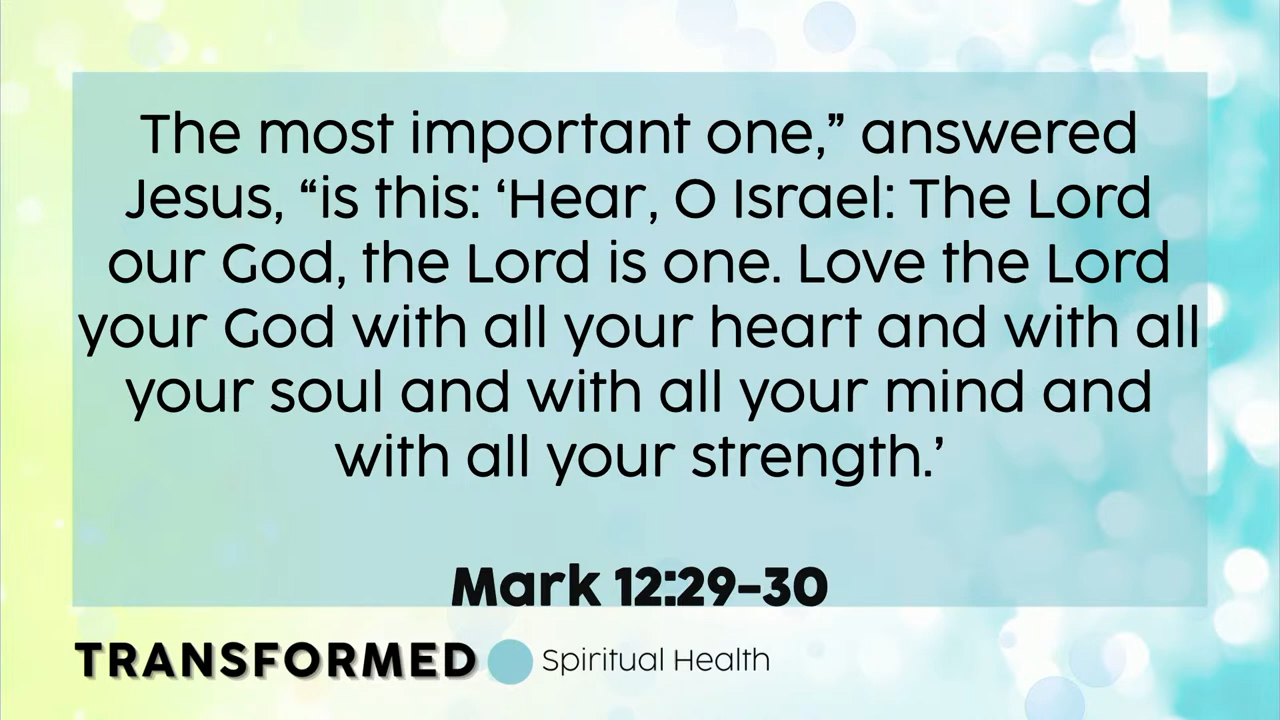 The most important one,” answered
Jesus, “is this: ‘Hear, O Israel: The Lord
our God, the Lord is one. Love the Lord
your God with all your heart and with all
your soul and with all your mind and
with all your strength.’
Mark 12:29-30
TRANSFORMED Spiritual Health